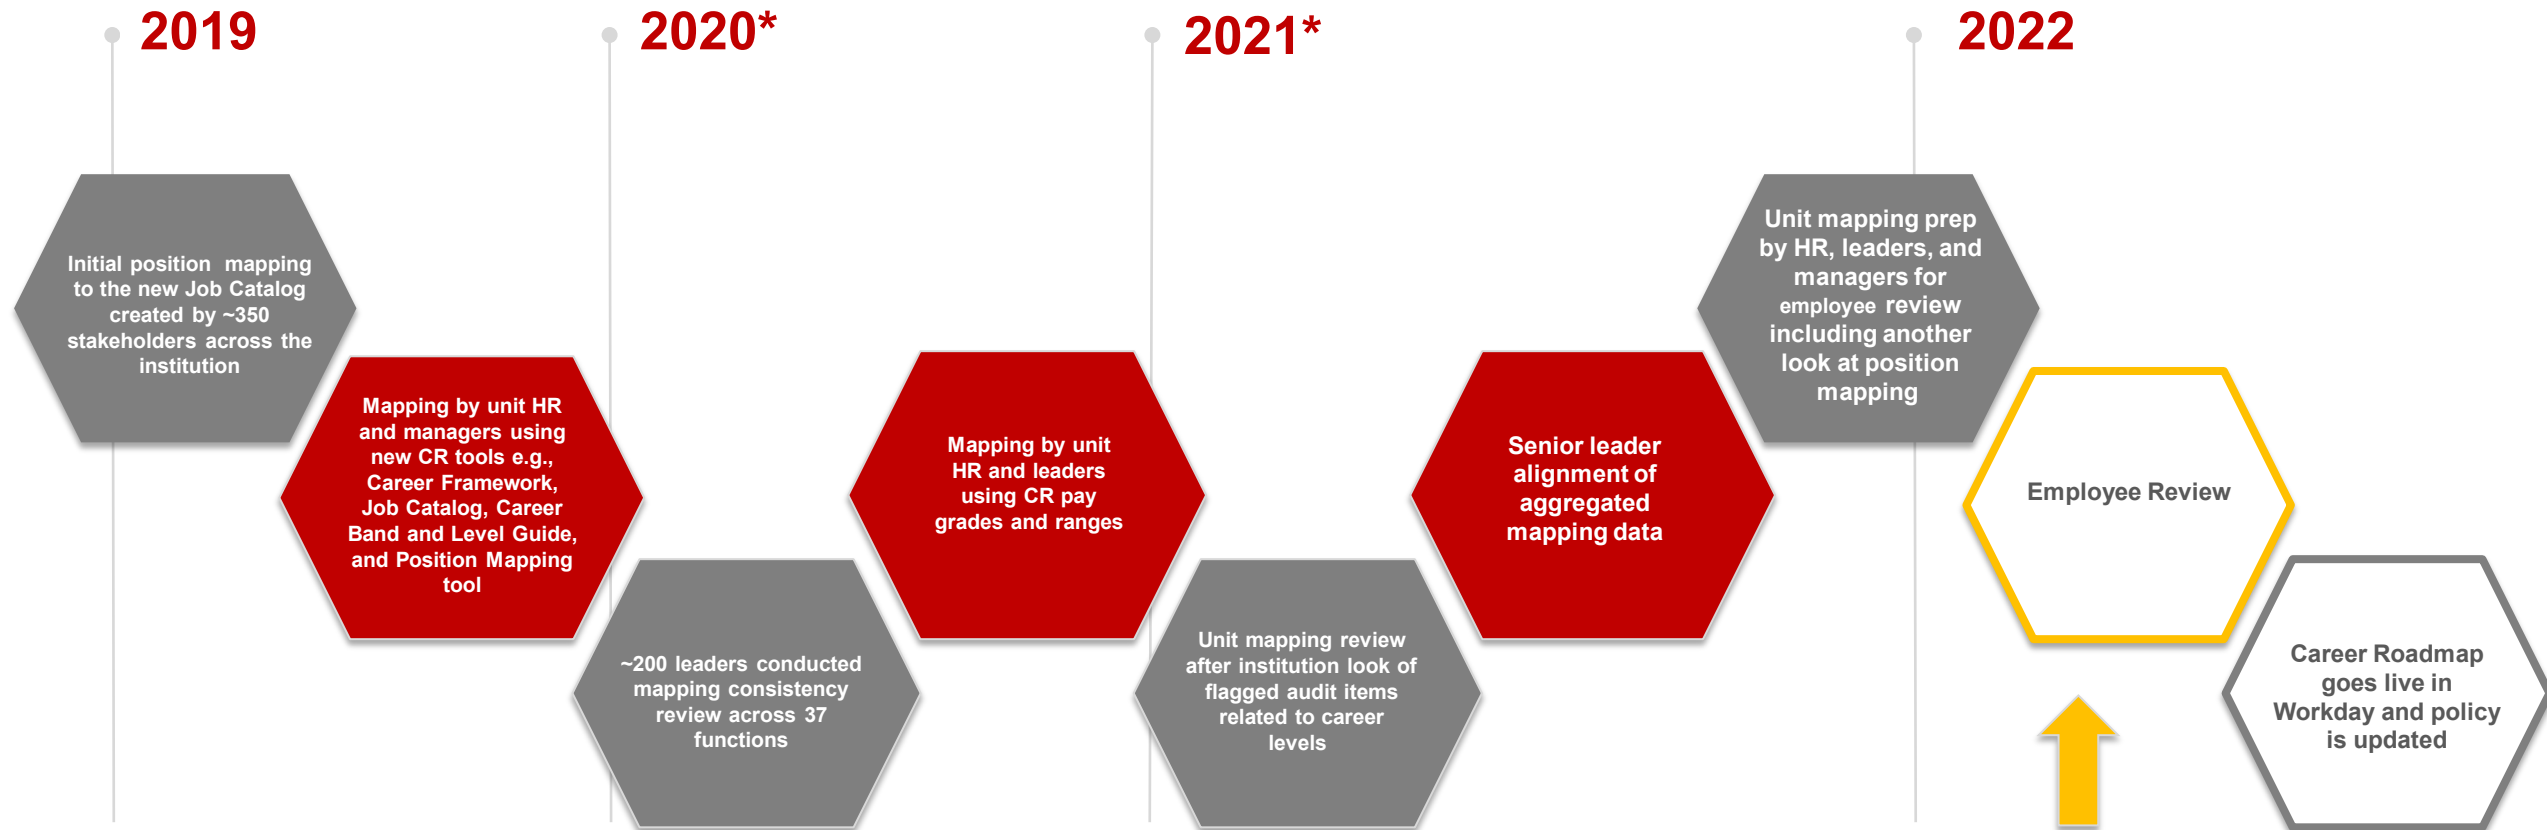 2019
2020*
2021*
2022
Initial position mapping
to the new Job Catalog
created by ~350
stakeholders across the
institution
Mapping by unit HR
and managers using
new CR tools e.g.,
Career Framework,
Job Catalog, Career
Band and Level Guide,
and Position Mapping
tool
~200 leaders conducted
mapping consistency
review across 37
functions
Mapping by unit
HR and leaders
using CR pay
grades and ranges
Unit mapping review
after institution look of
flagged audit items
related to career
levels
Senior leader
alignment of
aggregated
mapping data
Unit mapping prep
by HR, leaders, and
managers for
employee review
including another
look at position
mapping
Employee Review
Career Roadmap
goes live in
Workday and policy
is updated